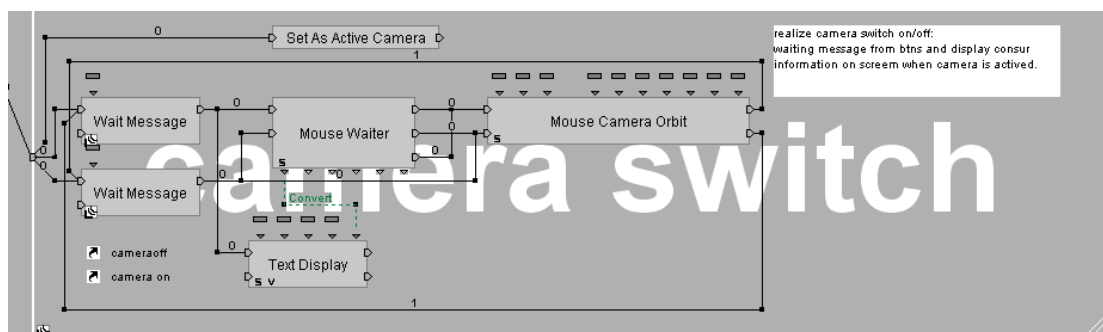 0
Set As Active Camera
realize camera switch on/off:
waiting message from btns and display consur
information on screem when camera is actived.
1
0
0
Wait Message
Mouse Waiter
Mouse Camera Orbit
0
0
0
0
S
S
camera switch
0
Wait Message
Convert
0
cameraoff
Text Display
camera on
S V
1